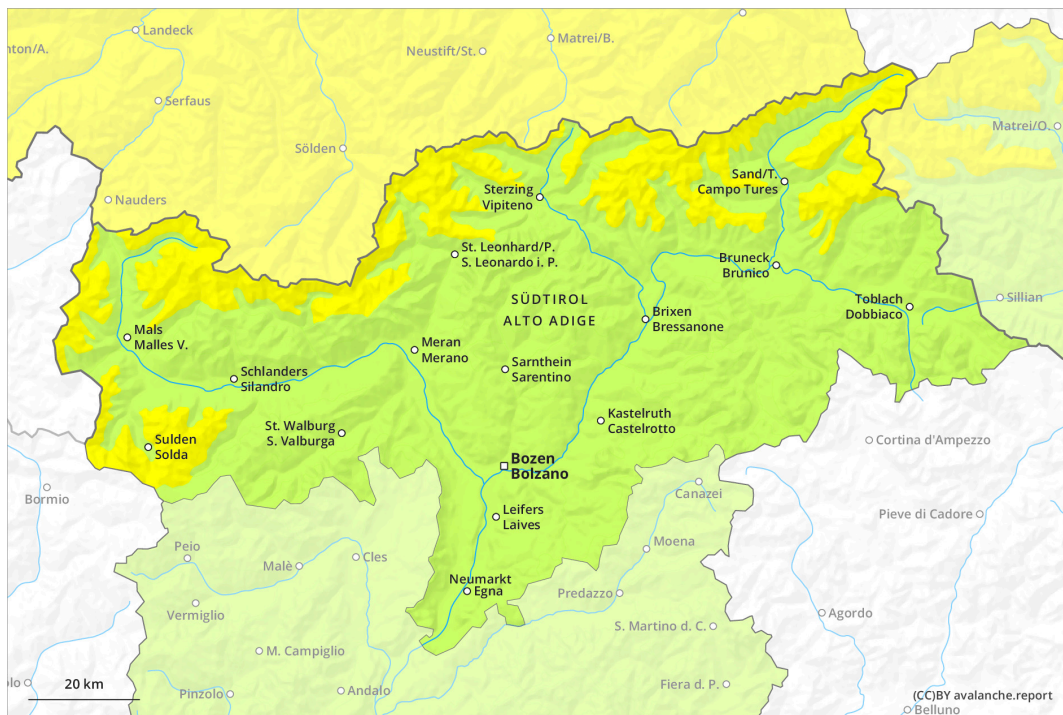 Landeck
Matrei/B.
Neustift/St.
nton/A.
Serfaus
Matrei/O.
Sölden
Sand/T.
Campo Tures
Sterzing
Vipiteno
Nauders
St. Leonhard/P.
S. Leonardo i. P.
Bruneck
Brunico
SÜDTIROL
ALTO ADIGE
Toblach
Dobbiaco
Sillian
Brixen
Bressanone
Mals
Malles V.
Meran
Merano
Sarnthein
Sarentino
Schlanders
Silandro
Kastelruth
Castelrotto
St. Walburg
S. Valburga
Sulden
Solda
Cortina d'Ampezzo
Bozen
Bolzano
Bormio
Canazei
Leifers
Laives
Pieve di Cadore
Peio
Cles
Malè
Moena
Neumarkt
Egna
Predazzo
Vermiglio
Agordo
S. Martino d. C.
M. Campiglio
20 km
olo
Pinzolo
Andalo
Fiera d. P.
(CC)BY avalanche.report
Belluno